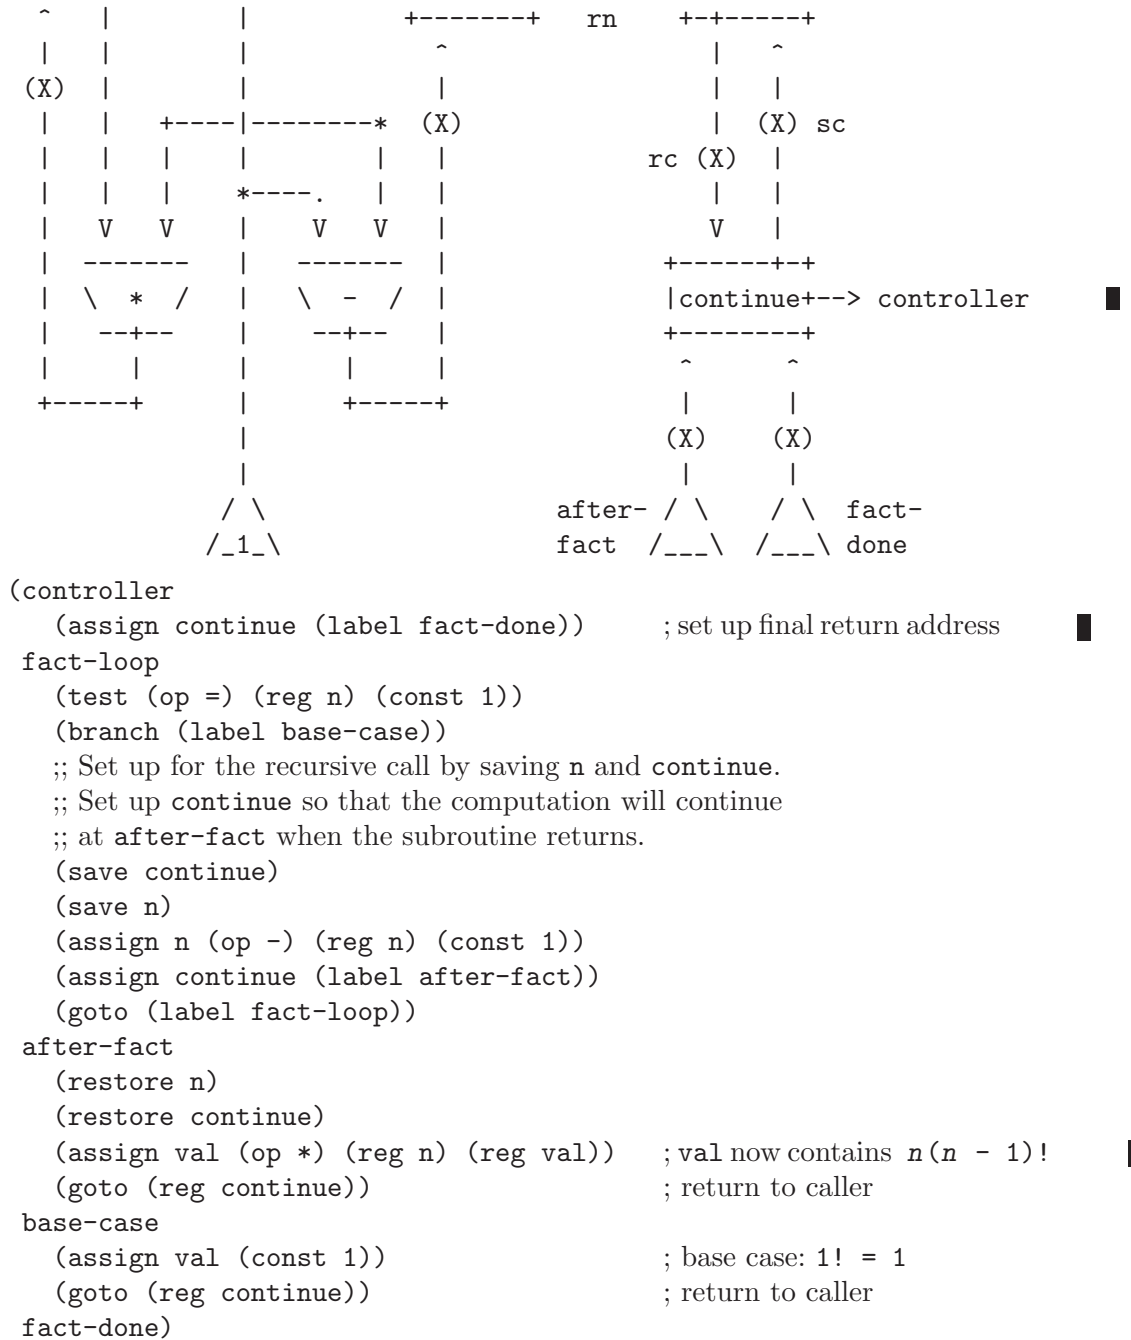 ^    |         |           +-------+   rn    +-+-----+
   |    |         |             ^                 |   ^
  (X)   |         |             |                 |   |
   |    |   +----|--------*  (X)                |  (X) sc
   |    |   |    |        |   |             rc (X)  |
   |    |   |    *----.   |   |                 |   |
   |    V   V    |    V   V   |                 V   |
   |  -------    |   -------  |              +------+-+
   |  \  *  /    |   \  -  /  |              |continue+--> controller
   |   --+--     |    --+--   |              +--------+
   |     |       |      |     |               ^      ^
   +-----+       |      +-----+               |      |
                 |                           (X)    (X)
                 |                            |      |
                / \                   after- / \    / \  fact-
               /_1_\                  fact  /___\  /___\ done
(controller
   (assign continue (label fact-done))     ; set up final return address
 fact-loop
   (test (op =) (reg n) (const 1))
   (branch (label base-case))
   ;; Set up for the recursive call by saving n and continue.
   ;; Set up continue so that the computation will continue
   ;; at after-fact when the subroutine returns.
   (save continue)
   (save n)
   (assign n (op -) (reg n) (const 1))
   (assign continue (label after-fact))
   (goto (label fact-loop))
 after-fact
   (restore n)
   (restore continue)
   (assign val (op *) (reg n) (reg val))   ; val now contains n(n - 1)!
   (goto (reg continue))                   ; return to caller
 base-case
   (assign val (const 1))                  ; base case: 1! = 1
   (goto (reg continue))                   ; return to caller
 fact-done)